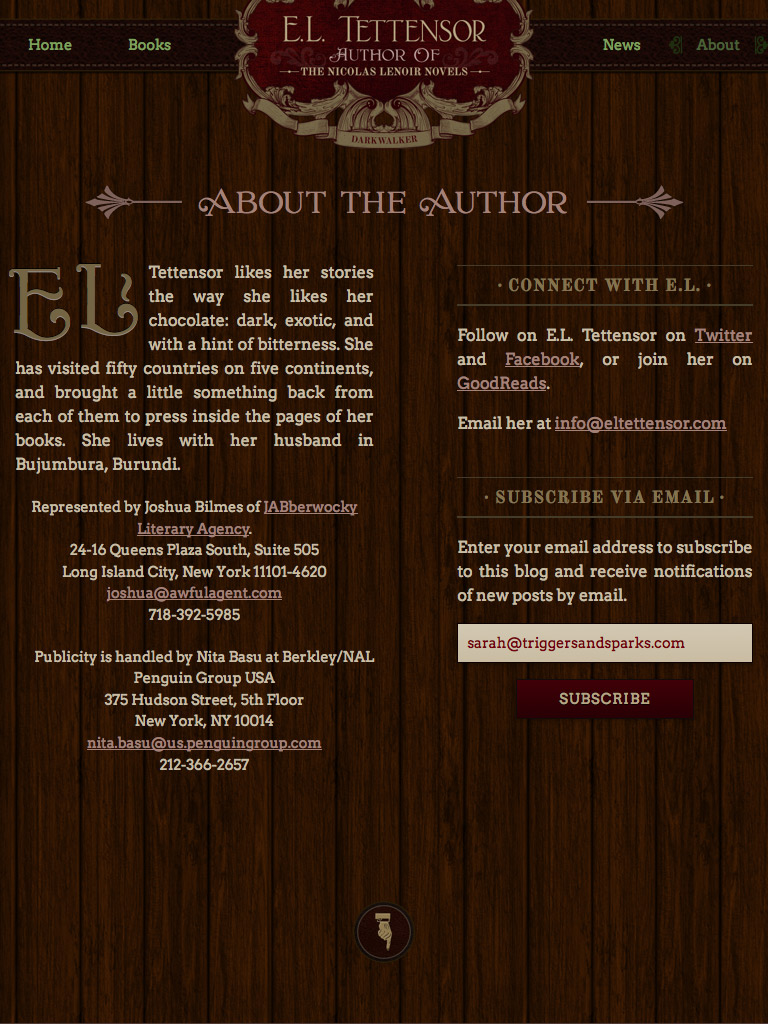 E.L. Tettensor
Author Of
THE NICOLAS LENOIR NOVELS
DARKWALKER
Home
Books
News
About
About the Author
EL
Tettensor likes her stories
the way she likes her
chocolate: dark, exotic, and
with a hint of bitterness. She
has visited fifty countries on five continents,
and brought a little something back from
each of them to press inside the pages of her
books. She lives with her husband in
Bujumbura, Burundi.
Represented by Joshua Bilmes of JABberwocky
Literary Agency.
24-16 Queens Plaza South, Suite 505
Long Island City, New York 11101-4620
joshua@awfulagent.com
718-392-5985
Publicity is handled by Nita Basu at Berkley/NAL
Penguin Group USA
375 Hudson Street, 5th Floor
New York, NY 10014
nita.basu@us.penguingroup.com
212-366-2657
· CONNECT WITH E.L. ·
Follow on E.L. Tettensor on Twitter
and Facebook, or join her on
GoodReads.
Email her at info@eltettensor.com
· SUBSCRIBE VIA EMAIL ·
Enter your email address to subscribe
to this blog and receive notifications
of new posts by email.
sarah@triggersandsparks.com
SUBSCRIBE